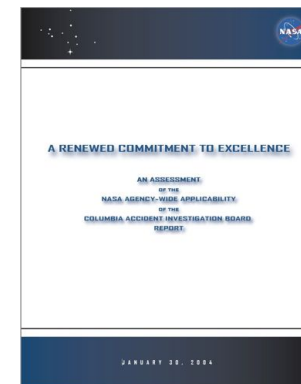 NASA
A RENEWED COMMITMENT TO EXCELLENCE
AN ASSESSMENT
OF THE
NASA AGENCY-WIDE APPLICABILITY
OF THE
COLUMBIA ACCIDENT INVESTIGATION BOARD
REPORT
JANUARY 30, 2004